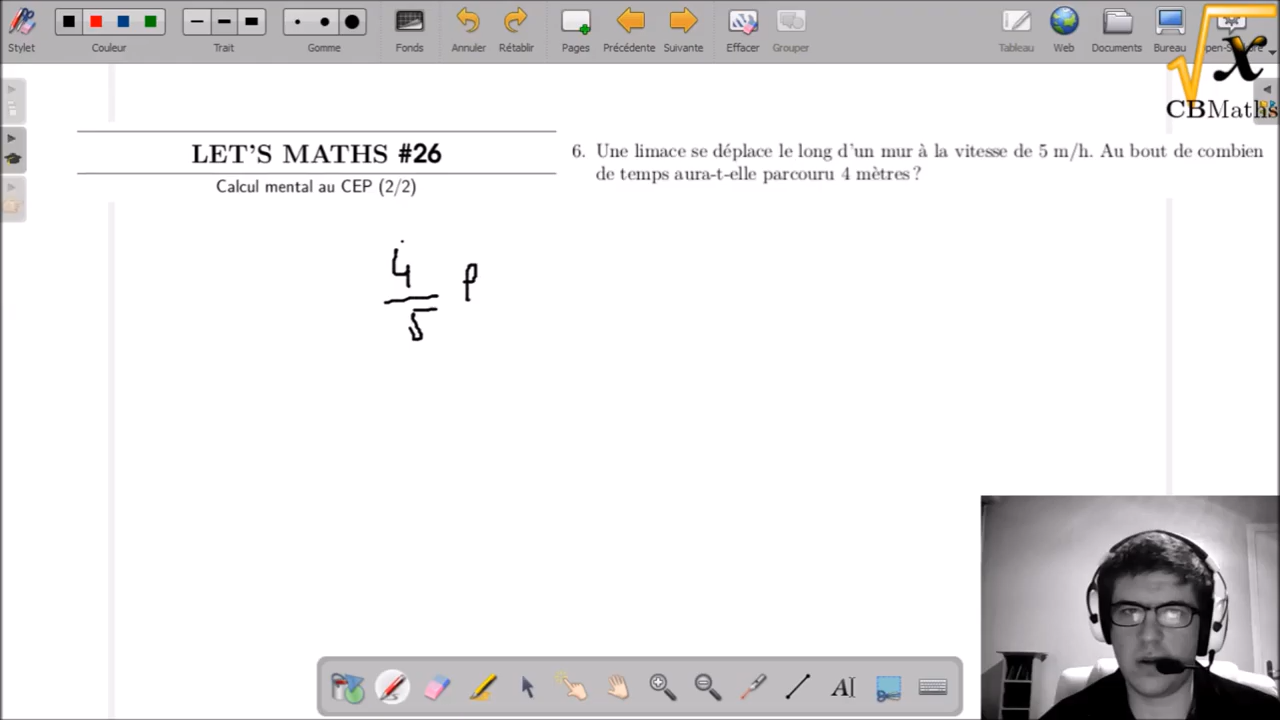 Stylet
Couleur
Trait
Gomme
Fonds
Annuler
Rétablir
Pages
Précédente
Suivante
Effacer
Grouper
Tableau
Web
Documents
Bureau
x
CBMaths
LET'S MATHS #26
Calcul mental au CEP (2/2)
6. Une limace se déplace le long d'un mur à la vitesse de 5 m/h. Au bout de combien
de temps aura-t-elle parcouru 4 mètres ?
4
5
AI